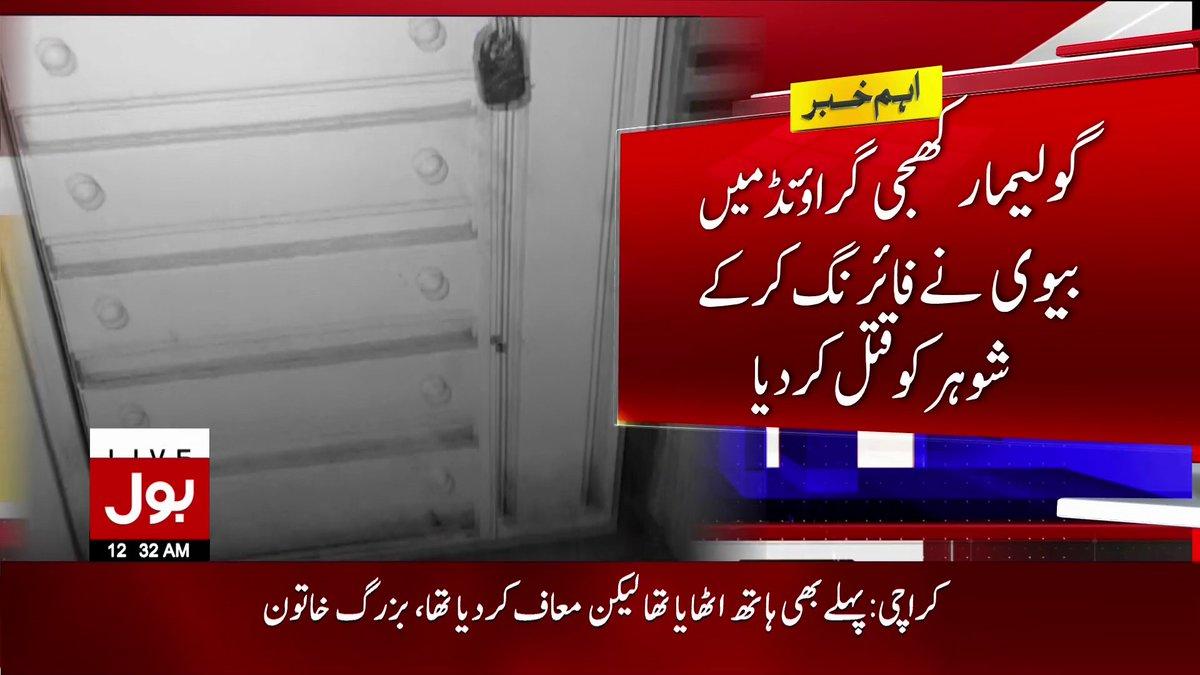 اہم خبر
گولیمار کھجی گراؤنڈ میں
بیوی نے فائرنگ کرکے
شوہر کو قتل کردیا
LIVE
بول
12 32 AM
کراچی: پہلے بھی ہاتھ اٹھایا تھا لیکن معاف کردیا تھا، بزرگ خاتون